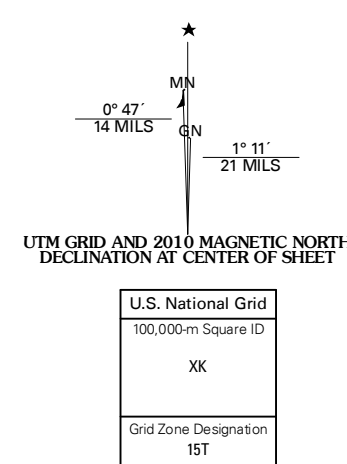 MN
0° 47´
14 MILS
GN
1° 11´
21 MILS
UTM GRID AND 2010 MAGNETIC NORTH
DECLINATION AT CENTER OF SHEET
U.S. National Grid
100,000-m Square ID
XK
Grid Zone Designation
15T